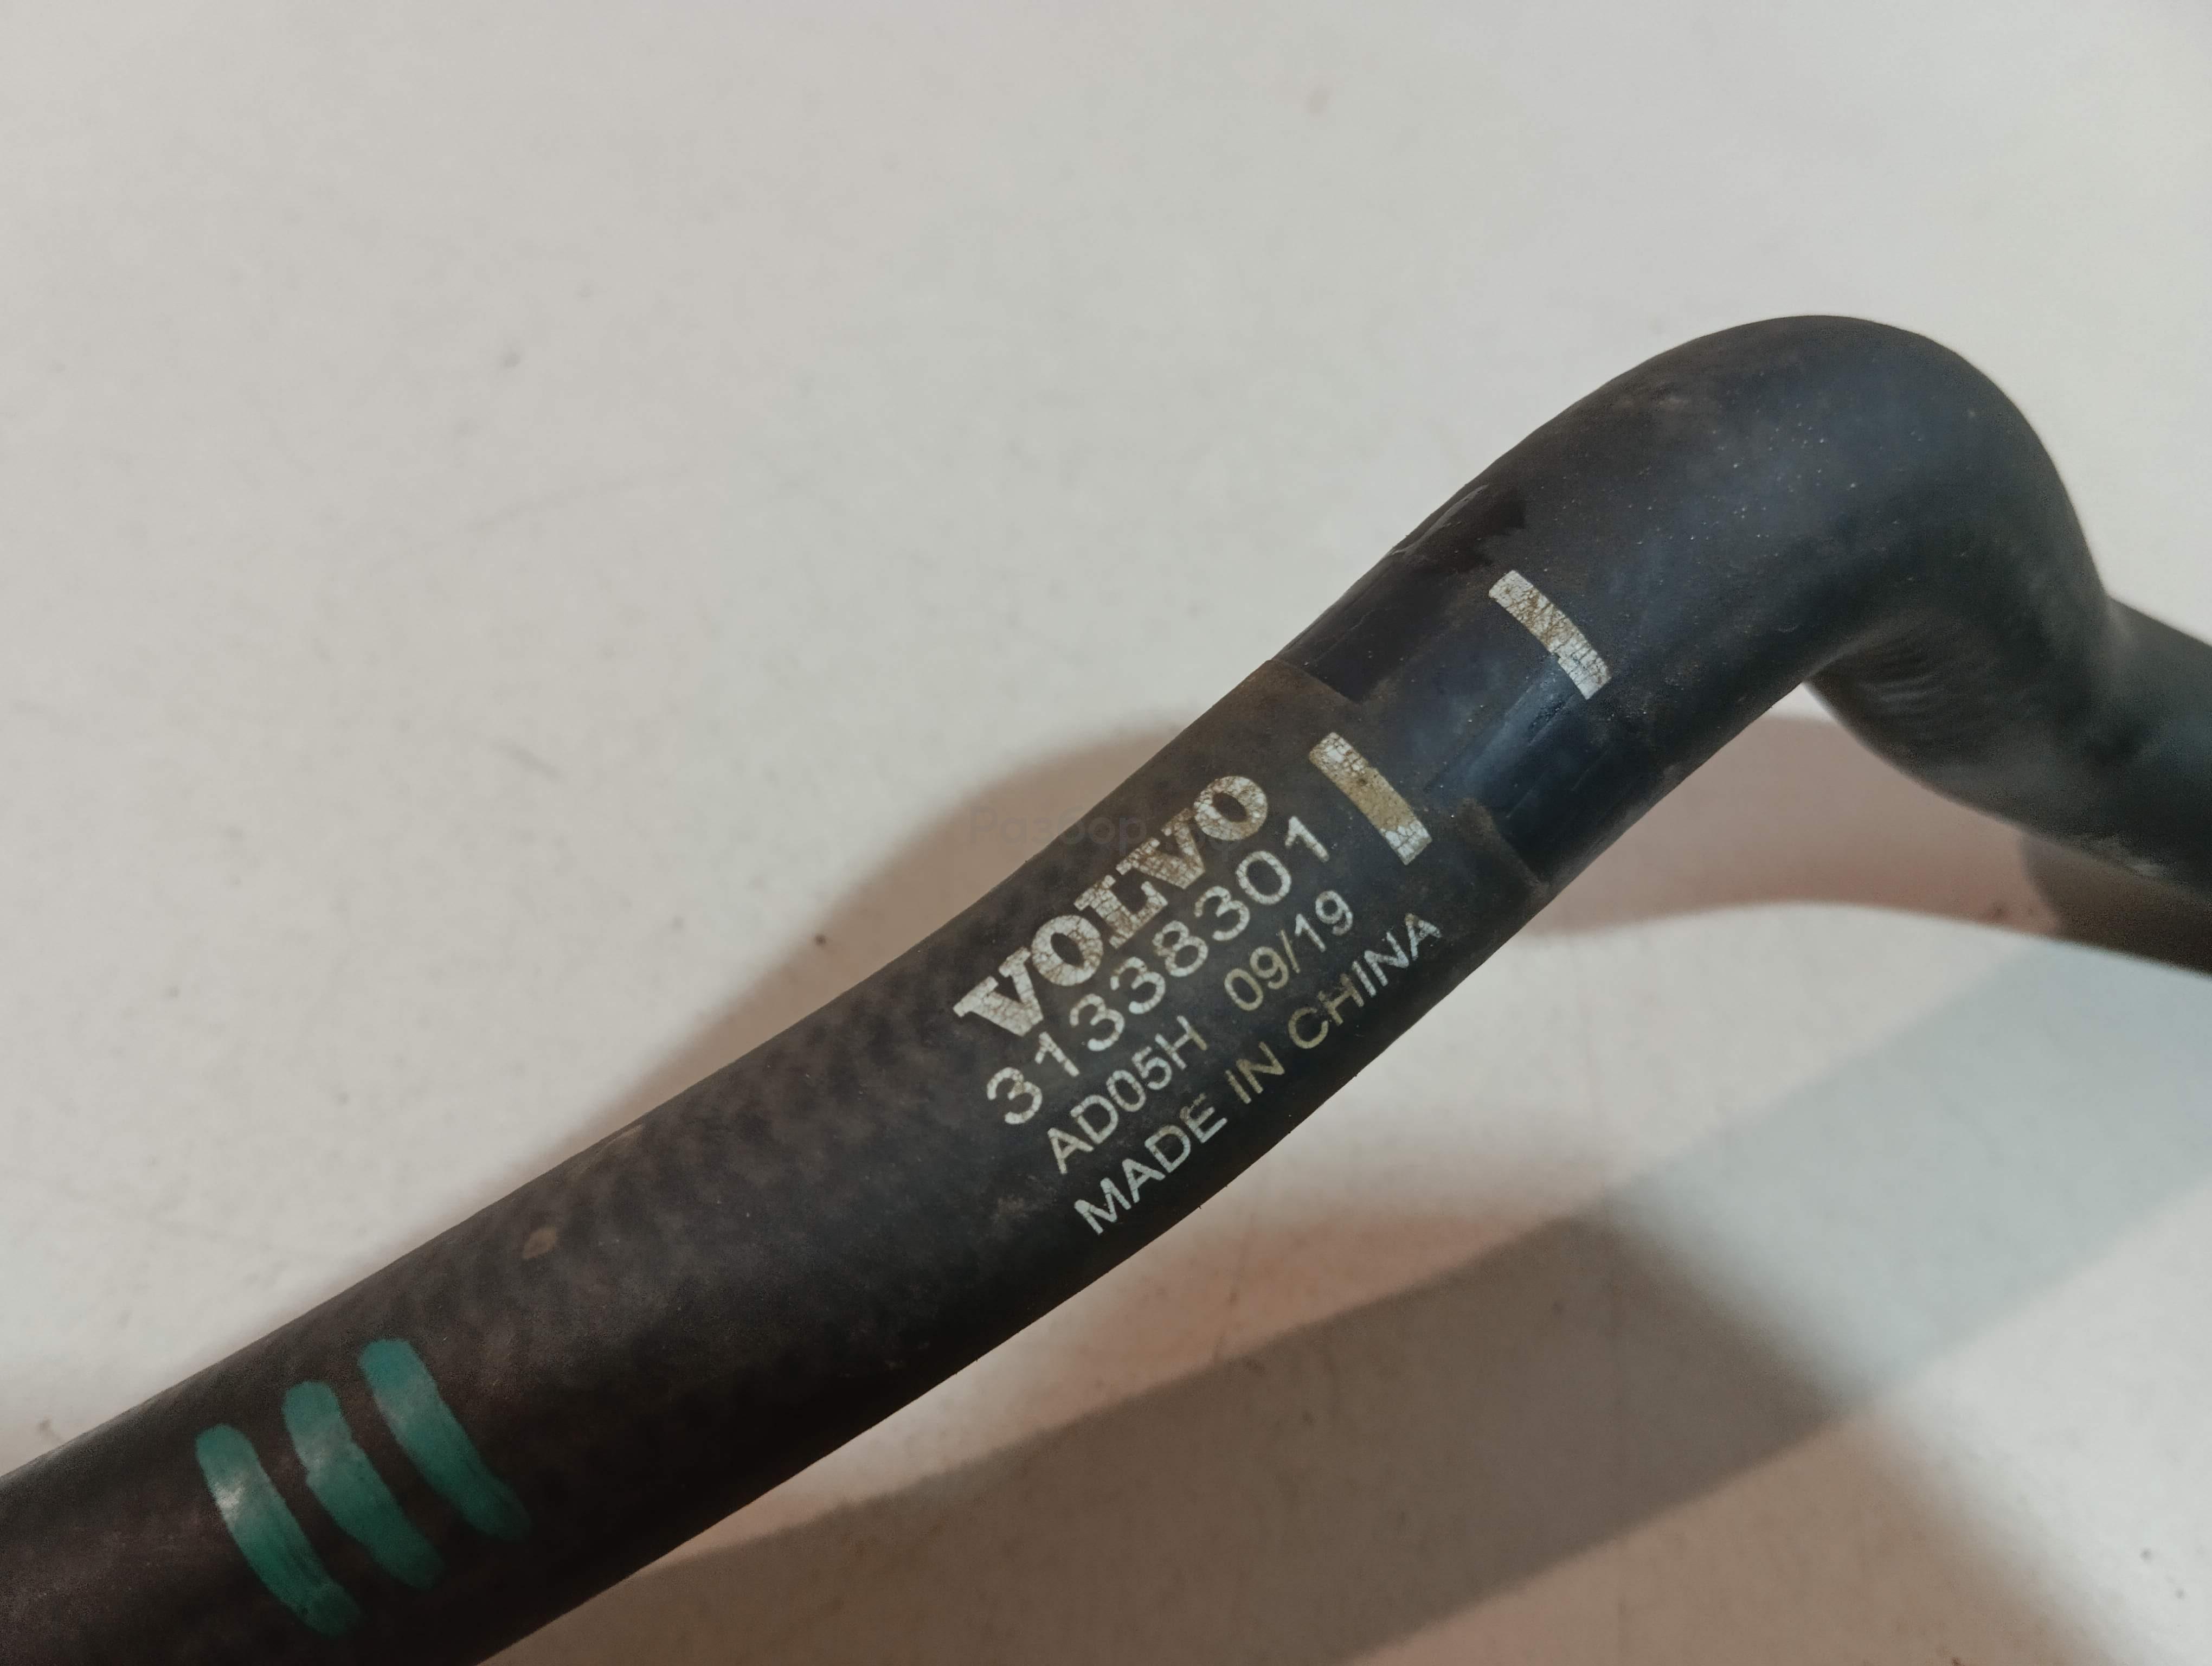 VOLVO
31338301
AD05H 09/19
MADE IN CHINA